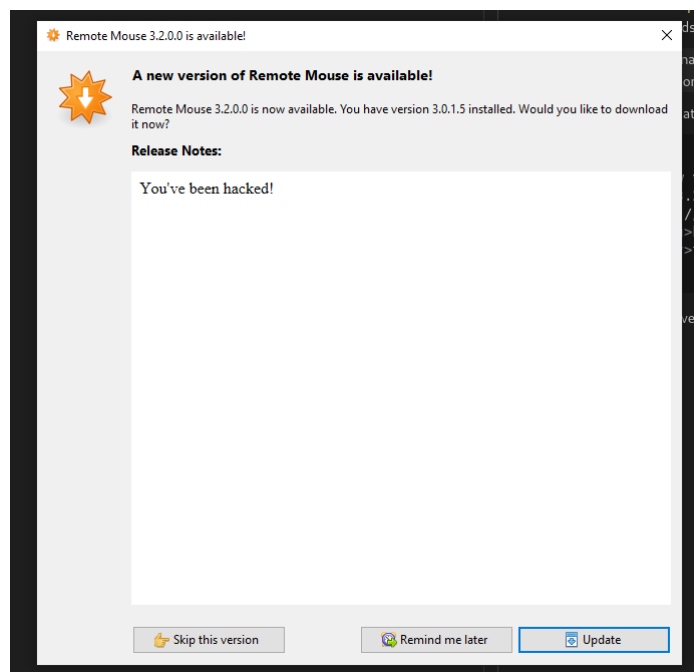 Remote Mouse 3.2.0.0 is available!
A new version of Remote Mouse is available!
Remote Mouse 3.2.0.0 is now available. You have version 3.0.1.5 installed. Would you like to download
it now?
Release Notes:
You've been hacked!
Skip this version
Remind me later
Update